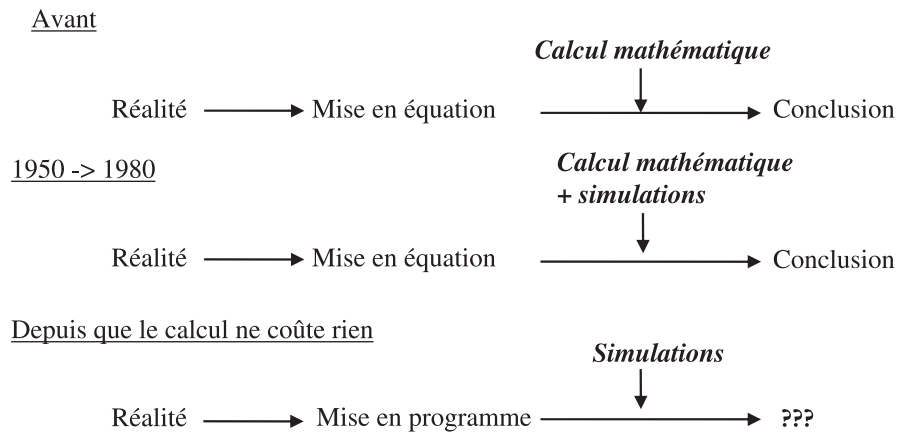 Avant
Calcul mathématique
Réalité Mise en équation Conclusion
1950 -> 1980
Calcul mathématique
+ simulations
Réalité Mise en équation Conclusion
Depuis que le calcul ne coûte rien
Simulations
Réalité Mise en programme ???